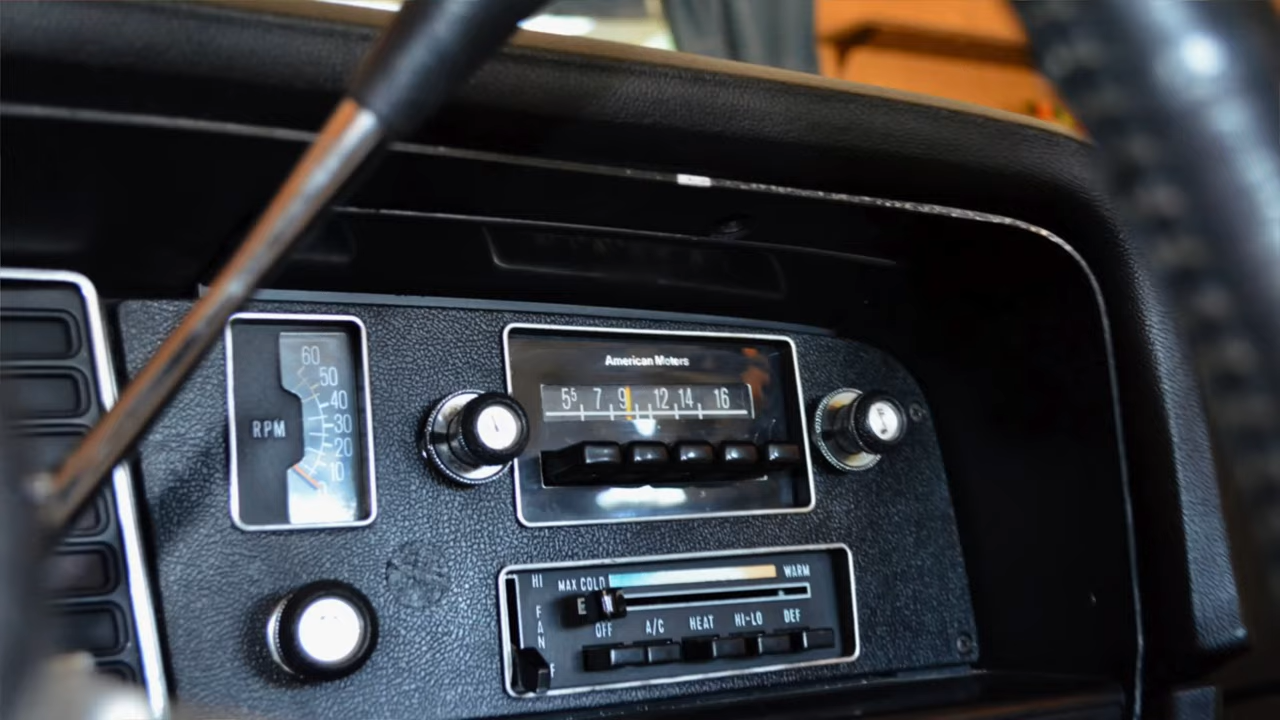 60
50
40
RPM
30
20
10
American Motors
5⁵ 7 9 12 14 16
HI MAX COLD WARM
FAN
OFF A/C HEAT HI-LO DEF